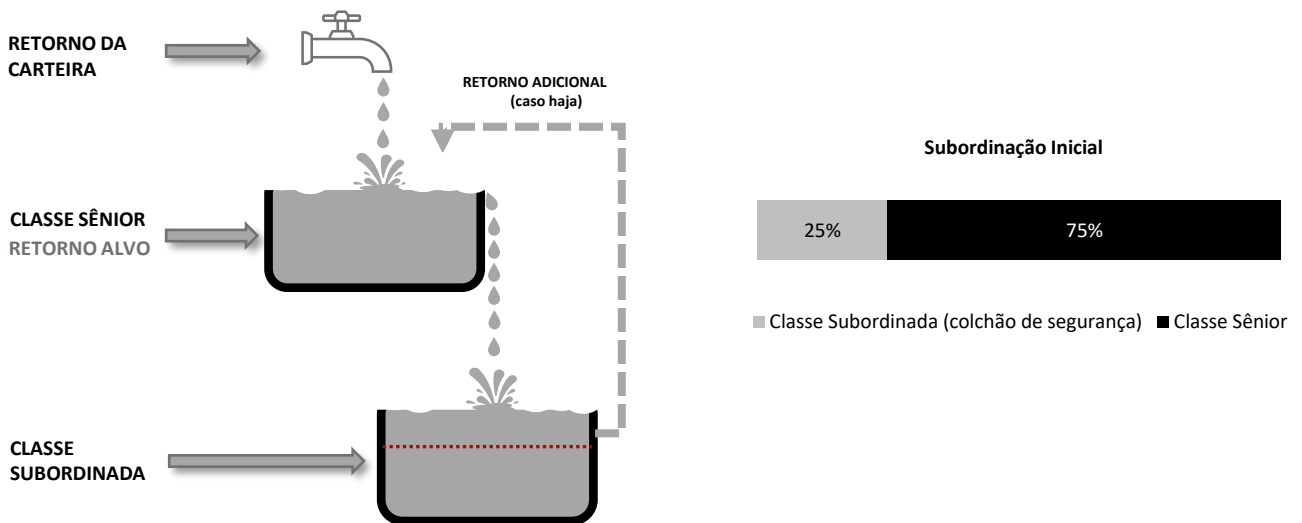 RETORNO DA
CARTEIRA
RETORNO ADICIONAL
(caso haja)
CLASSE SÊNIOR
RETORNO ALVO
CLASSE
SUBORDINADA
Subordinação Inicial
25%
75%
Classe Subordinada (colchão de segurança)
Classe Sênior